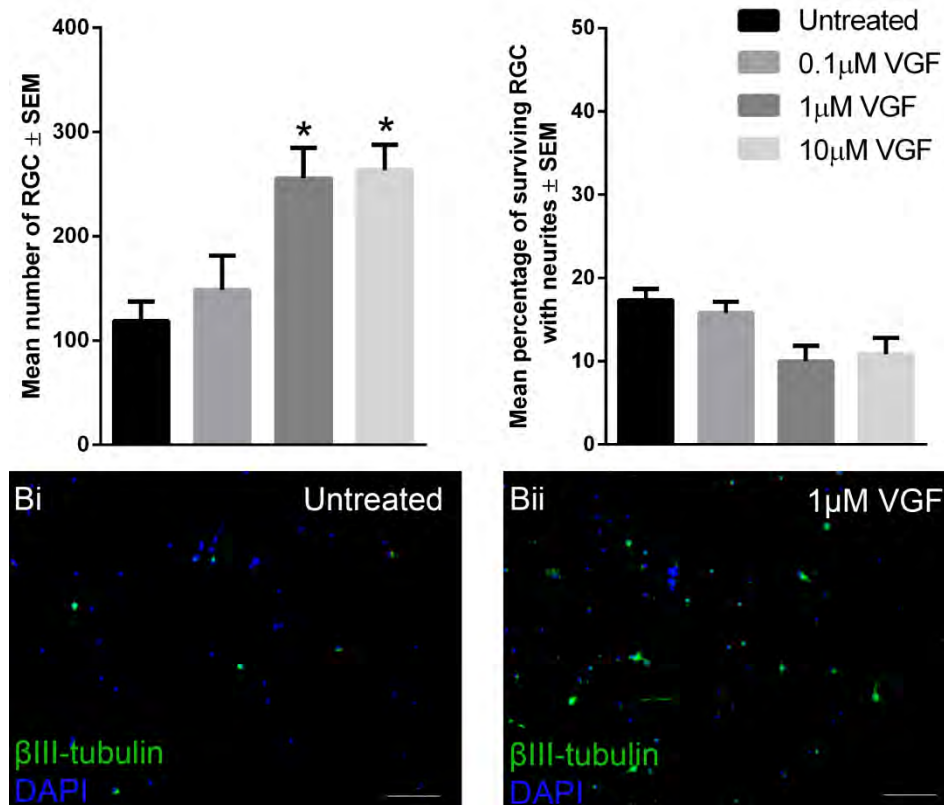 400
300
200
100
0
Mean number of RGC ± SEM
*
*
50
40
30
20
10
0
Mean percentage of surviving RGC
with neurites ± SEM
Untreated
0.1µM VGF
1µM VGF
10µM VGF
Bi
Untreated
βIII-tubulin
DAPI
Bii
1µM VGF
βIII-tubulin
DAPI